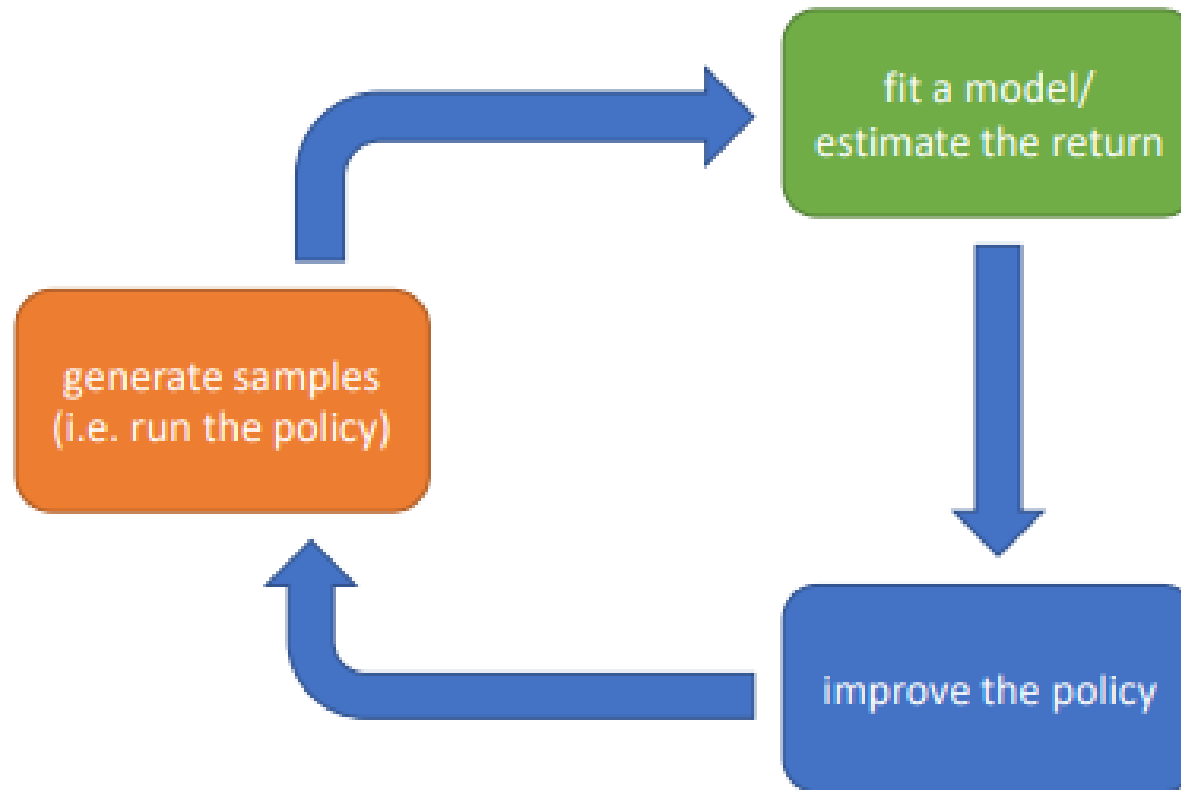 fit a model/
estimate the return
generate samples
(i.e. run the policy)
improve the policy